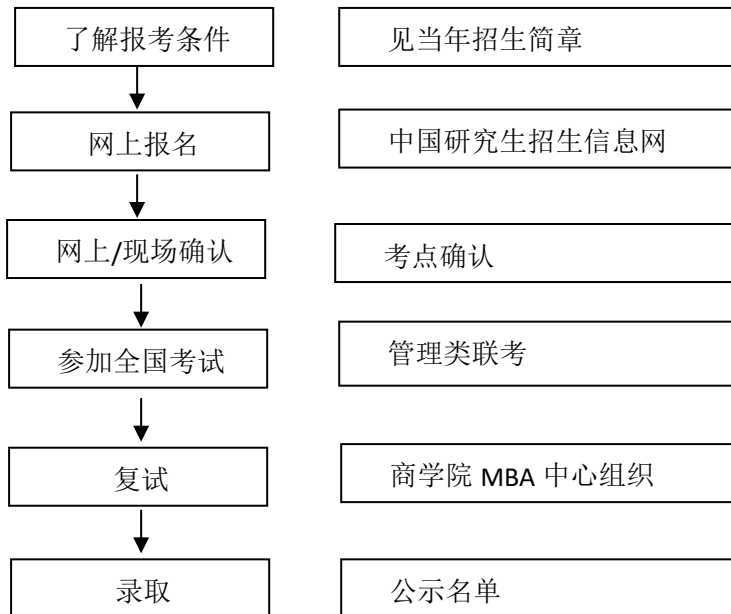 了解报考条件
见当年招生简章
网上报名
中国研究生招生信息网
网上/现场确认
考点确认
参加全国考试
管理类联考
复试
商学院 MBA 中心组织
录取
公示名单